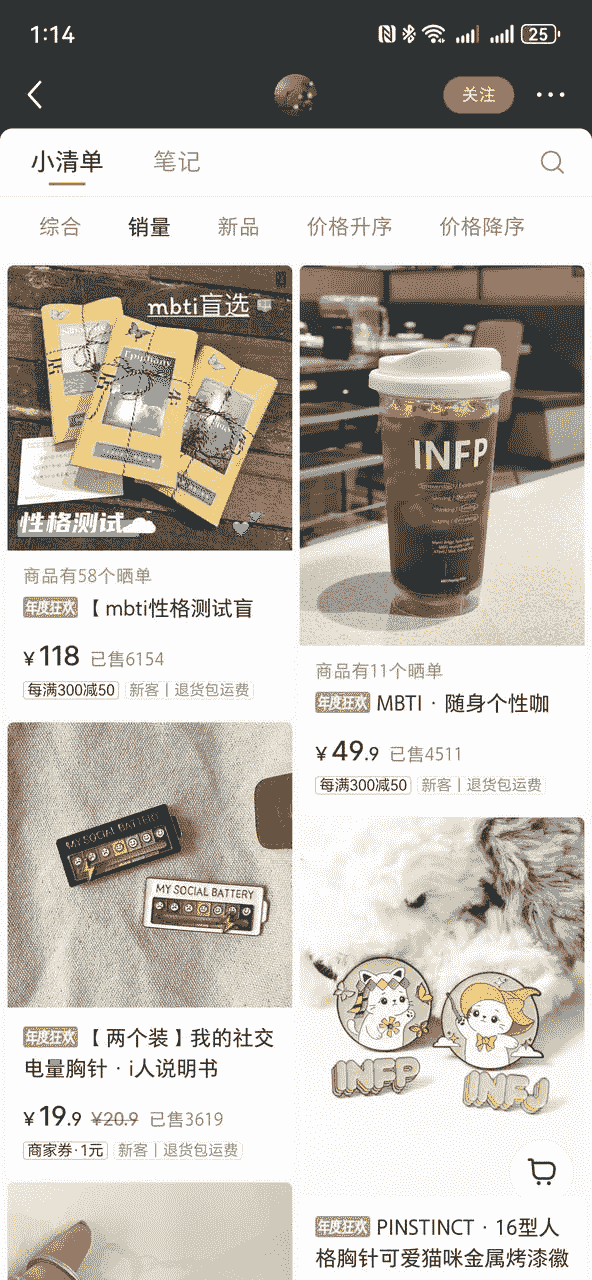 1:14
25
关注
小清单
笔记
综合
销量
新品
价格升序
价格降序
mbti盲选
Epiphany
性格测试
商品有58个晒单
年度狂欢 【 mbti性格测试盲
¥118 已售6154
每满300减50 新客 | 退货包运费
INFP
商品有11个晒单
年度狂欢 MBTI · 随身个性咖
¥49.9 已售4511
每满300减50 新客 | 退货包运费
MY SOCIAL BATTERY
MY SOCIAL BATTERY
年度狂欢 【 两个装 】我的社交
电量胸针 · i人说明书
¥19.9 ¥20.9 已售3619
商家券·1元 新客 | 退货包运费
INFP
INFJ
年度狂欢 PINSTINCT · 16型人
格胸针可爱猫咪金属烤漆徽